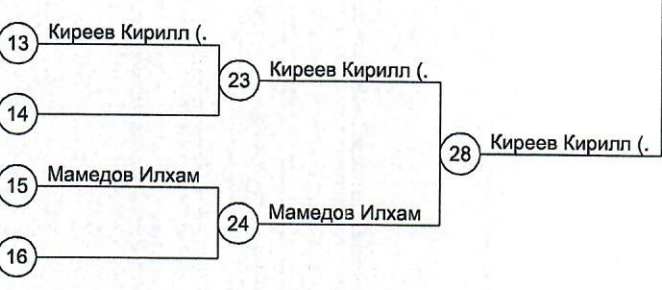 13 Киреев Кирилл (.
23 Киреев Кирилл (.
14
28 Киреев Кирилл (.
15 Мамедов Илхам
24 Мамедов Илхам
16